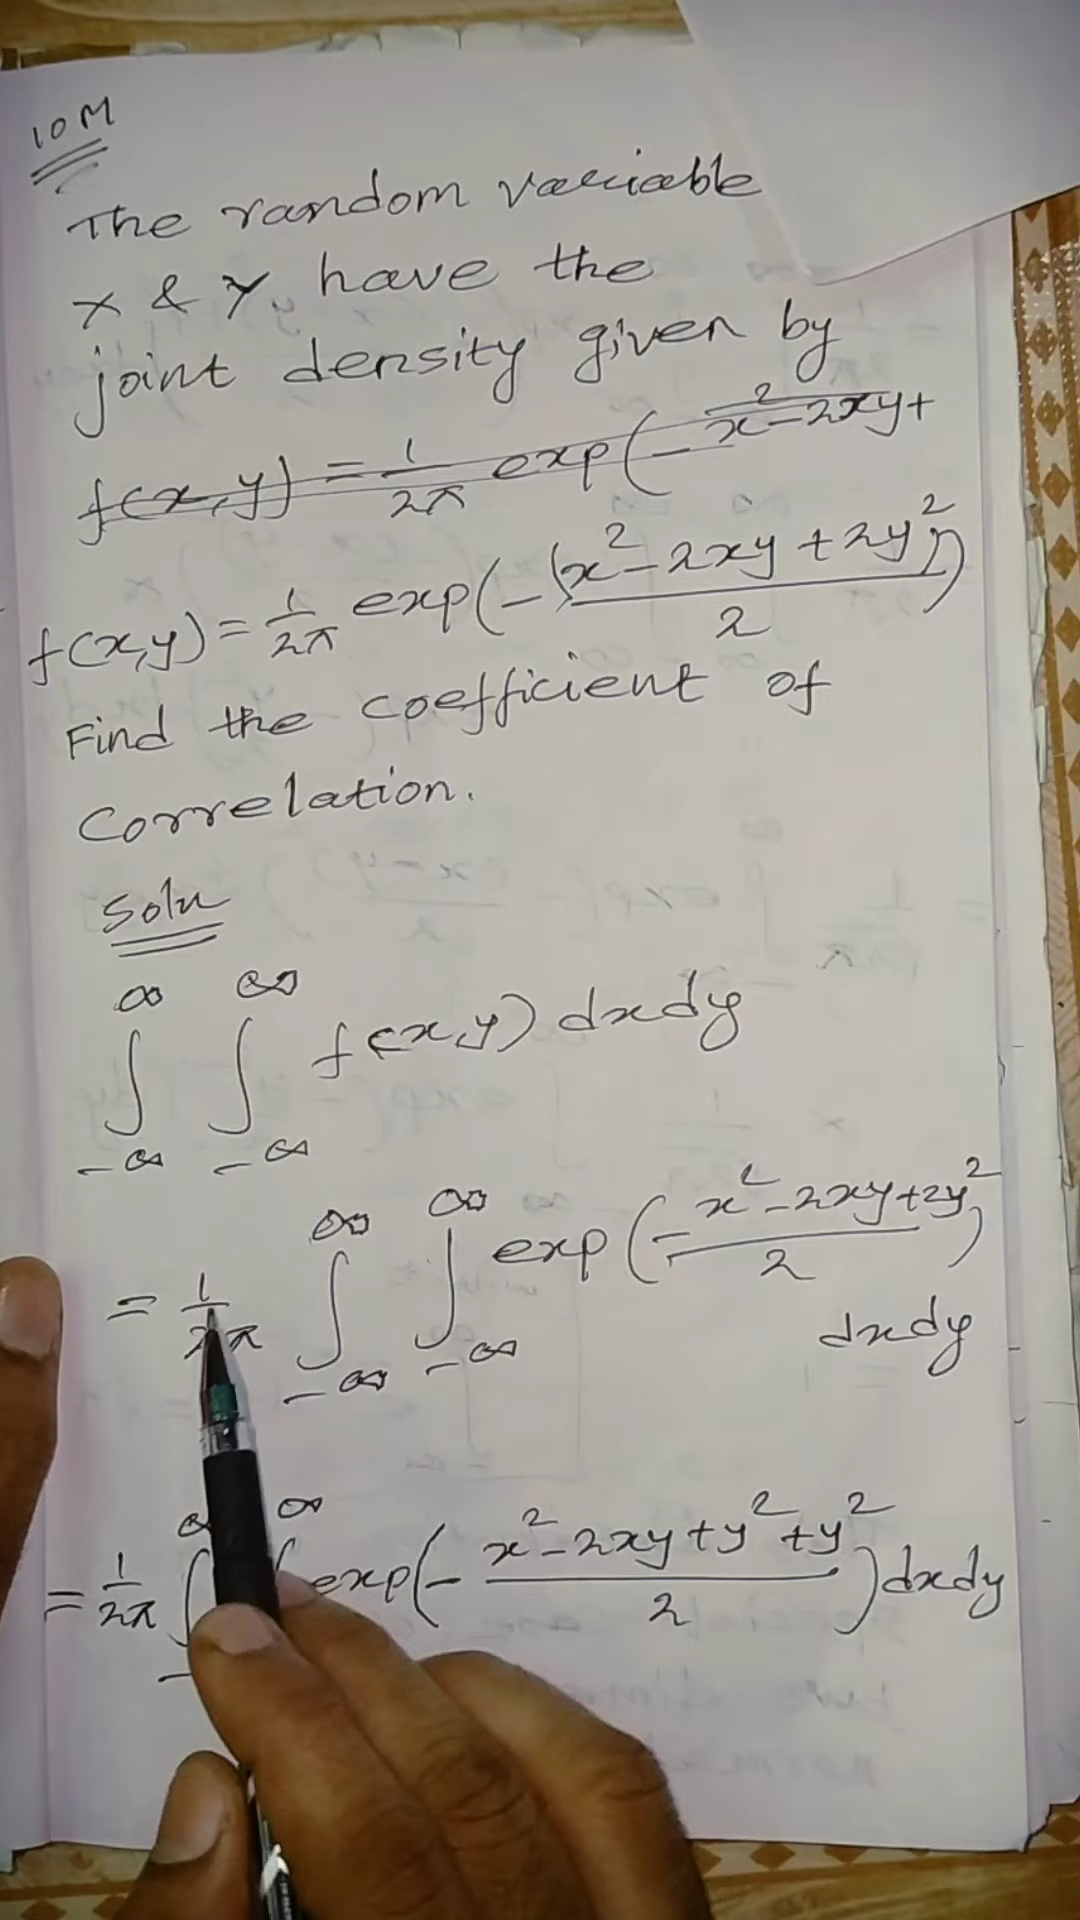 10M
The random variable
X & Y have the
joint density given by
f(x,y) = 1/2π exp(-x²-2xy+
f(x,y) = 1/2π exp(-(x²-2xy+2y²)/2)
Find the coefficient of
Correlation.
Soln
∫_{-∞}^{∞} ∫_{-∞}^{∞} f(x,y) dxdy
= 1/2π ∫_{-∞}^{∞} ∫_{-∞}^{∞} exp(-x²-2xy+2y²/2)
dxdy
= 1/2π ∫ ∫^{∞} exp(-x²-2xy+y²+y²/2) dxdy